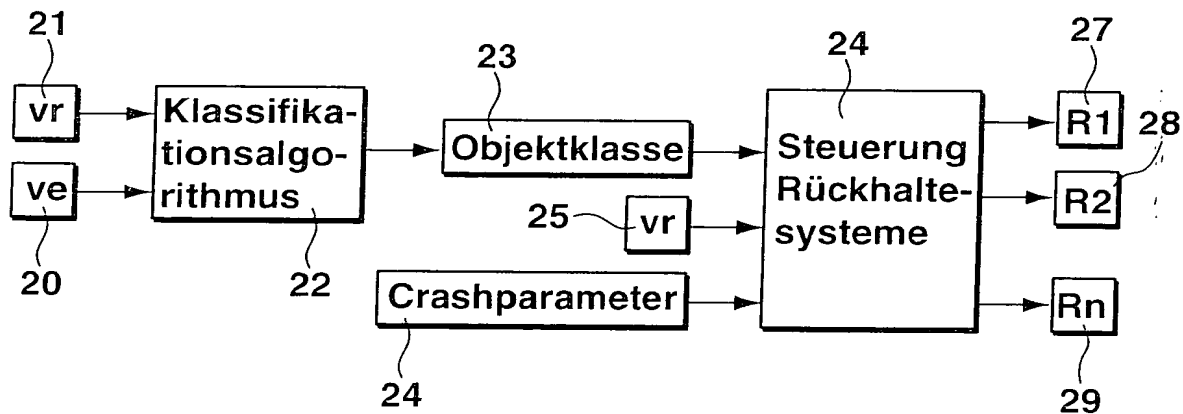 21
vr
ve
20
Klassifika-
tionsalgo-
rithmus
22
23
Objektklasse
25
vr
Crashparameter
24
24
Steuerung
Rückhalte-
systeme
27
R1
28
R2
Rn
29